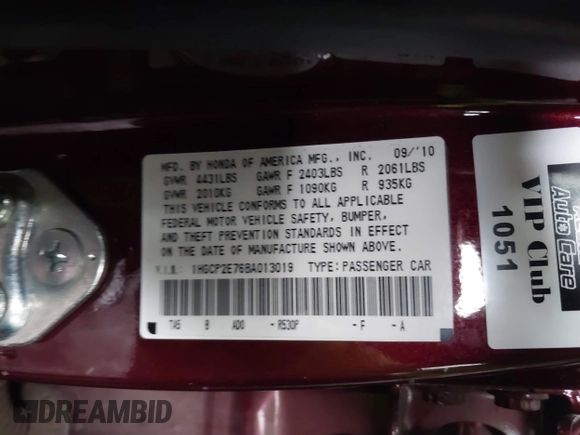 MFD. BY HONDA OF AMERICA MFG., INC. 09/'10
GVWR 4431LBS GAWR F 2403LBS R 2061LBS
GVWR 2010KG GAWR F 1090KG R 935KG
THIS VEHICLE CONFORMS TO ALL APPLICABLE
FEDERAL MOTOR VEHICLE SAFETY, BUMPER,
AND THEFT PREVENTION STANDARDS IN EFFECT
ON THE DATE OF MANUFACTURE SHOWN ABOVE.
V.I.N.: 1HGCP2E76BA013019 TYPE: PASSENGER CAR
TA5 B AD0 - R530P - F - A
Auto Care
VIP Club
1051
DREAMBID